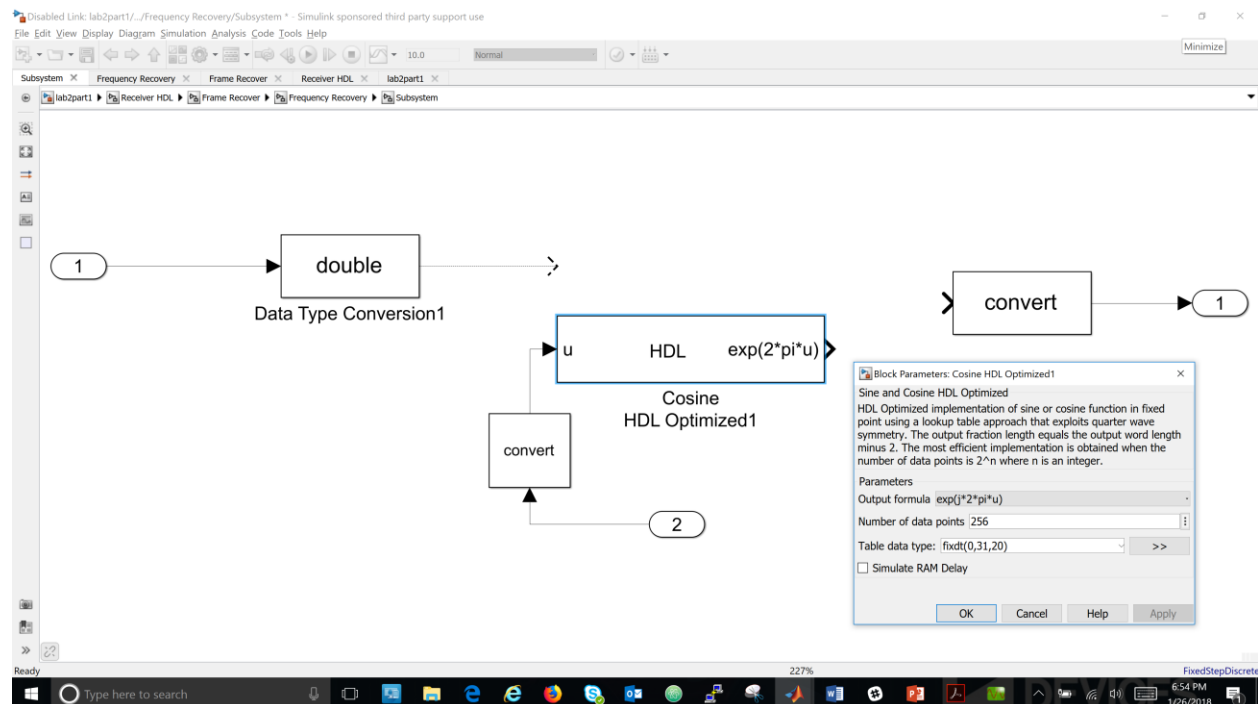 Disabled Link: lab2part1/.../Frequency Recovery/Subsystem * - Simulink sponsored third party support use
File Edit View Display Diagram Simulation Analysis Code Tools Help
10.0 Normal
Minimize
Subsystem Frequency Recovery Frame Recover Receiver HDL lab2part1
lab2part1 Receiver HDL Frame Recover Frequency Recovery Subsystem
1
double
Data Type Conversion1
convert
1
u HDL exp(2*pi*u)
Cosine
HDL Optimized1
convert
2
Block Parameters: Cosine HDL Optimized1
Sine and Cosine HDL Optimized
HDL Optimized implementation of sine or cosine function in fixed
point using a lookup table approach that exploits quarter wave
symmetry. The output fraction length equals the output word length
minus 2. The most efficient implementation is obtained when the
number of data points is 2^n where n is an integer.
Parameters
Output formula exp(j*2*pi*u)
Number of data points 256
Table data type: fixdt(0,31,20) >>
Simulate RAM Delay
OK Cancel Help Apply
Ready 227% FixedStepDiscrete
Type here to search
DEVICES
6:54 PM
1/26/2018